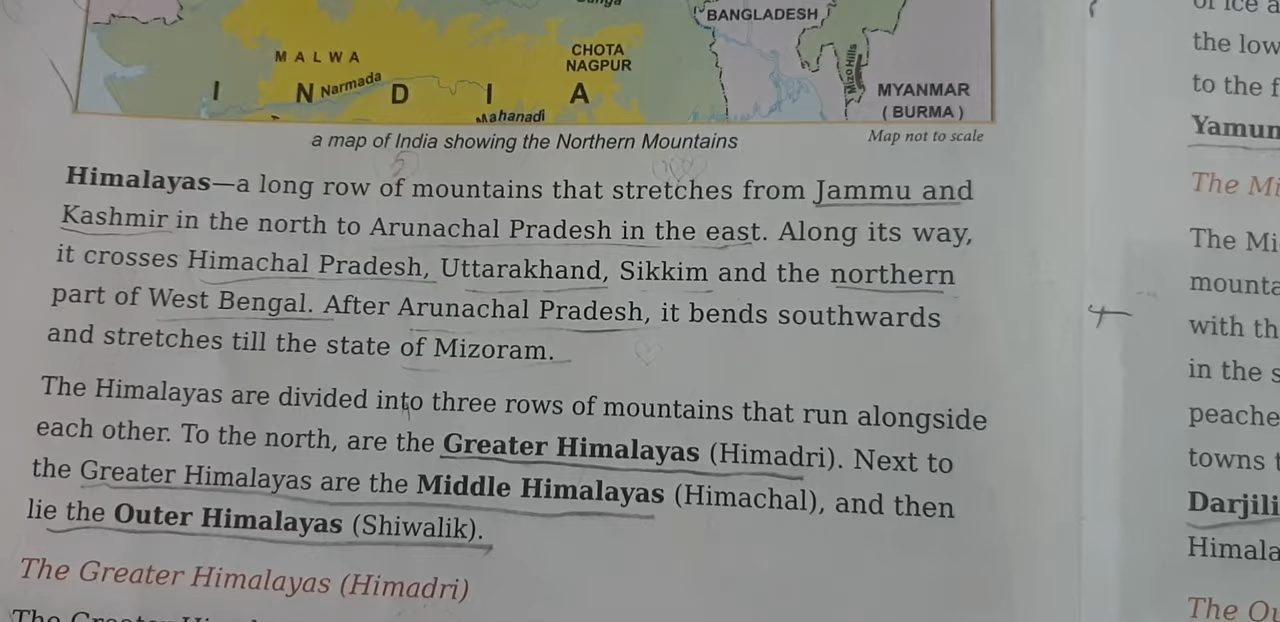 BANGLADESH
MALWA
CHOTA
NAGPUR
Mizo Hills
I N D I A
Narmada
MYANMAR
(BURMA)
Mahanadi
a map of India showing the Northern Mountains
Map not to scale
Himalayas—a long row of mountains that stretches from Jammu and
Kashmir in the north to Arunachal Pradesh in the east. Along its way,
it crosses Himachal Pradesh, Uttarakhand, Sikkim and the northern
part of West Bengal. After Arunachal Pradesh, it bends southwards
and stretches till the state of Mizoram.
The Himalayas are divided into three rows of mountains that run alongside
each other. To the north, are the Greater Himalayas (Himadri). Next to
the Greater Himalayas are the Middle Himalayas (Himachal), and then
lie the Outer Himalayas (Shiwalik).
The Greater Himalayas (Himadri)
of ice a
the low
to the f
Yamun
The Mi
The Mi
mounta
with th
in the s
peache
towns t
Darjili
Himala
The Ou